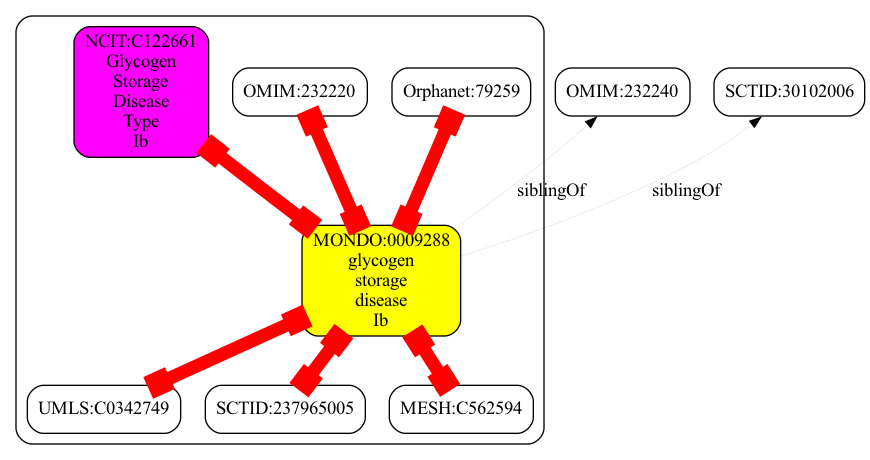 NCIT:C122661
Glycogen
Storage
Disease
Type
Ib
OMIM:232220
Orphanet:79259
OMIM:232240
SCTID:30102006
siblingOf
siblingOf
MONDO:0009288
glycogen
storage
disease
Ib
UMLS:C0342749
SCTID:237965005
MESH:C562594